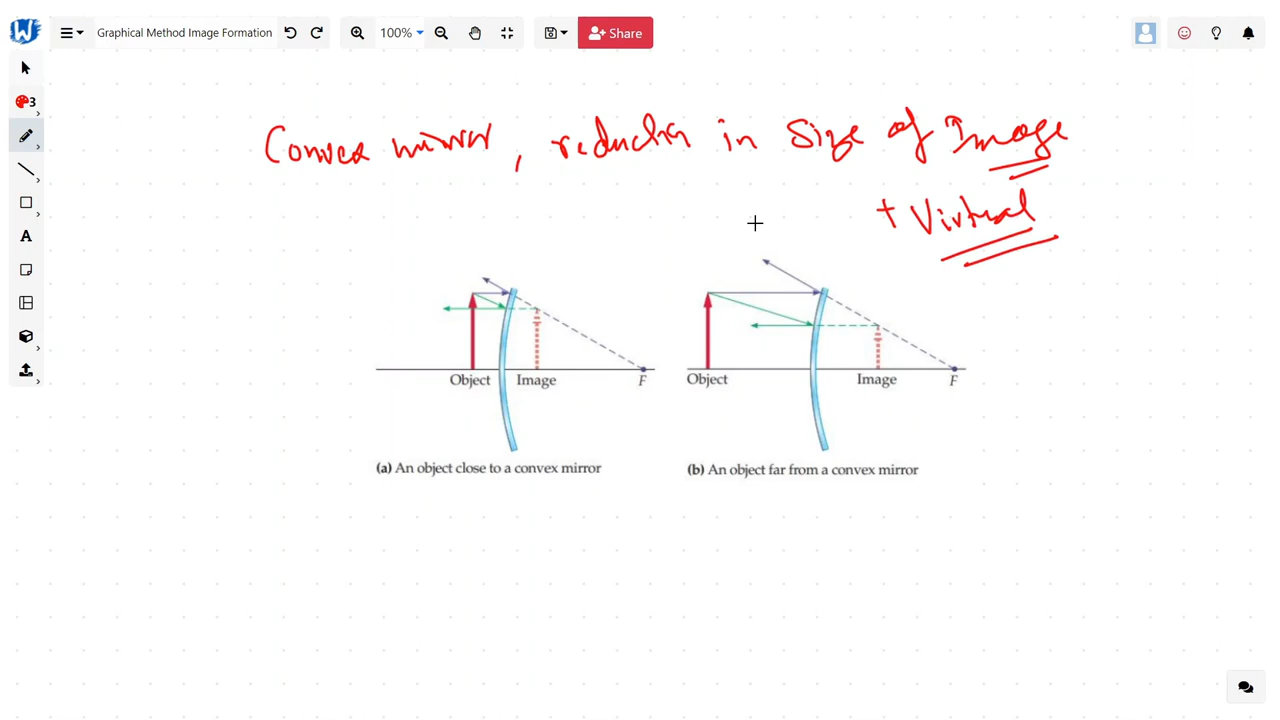 Graphical Method Image Formation
100%
Share
3
A
Convex mirror, reduction in Size of Image
+ Virtual
Object Image F
Object Image F
(a) An object close to a convex mirror
(b) An object far from a convex mirror